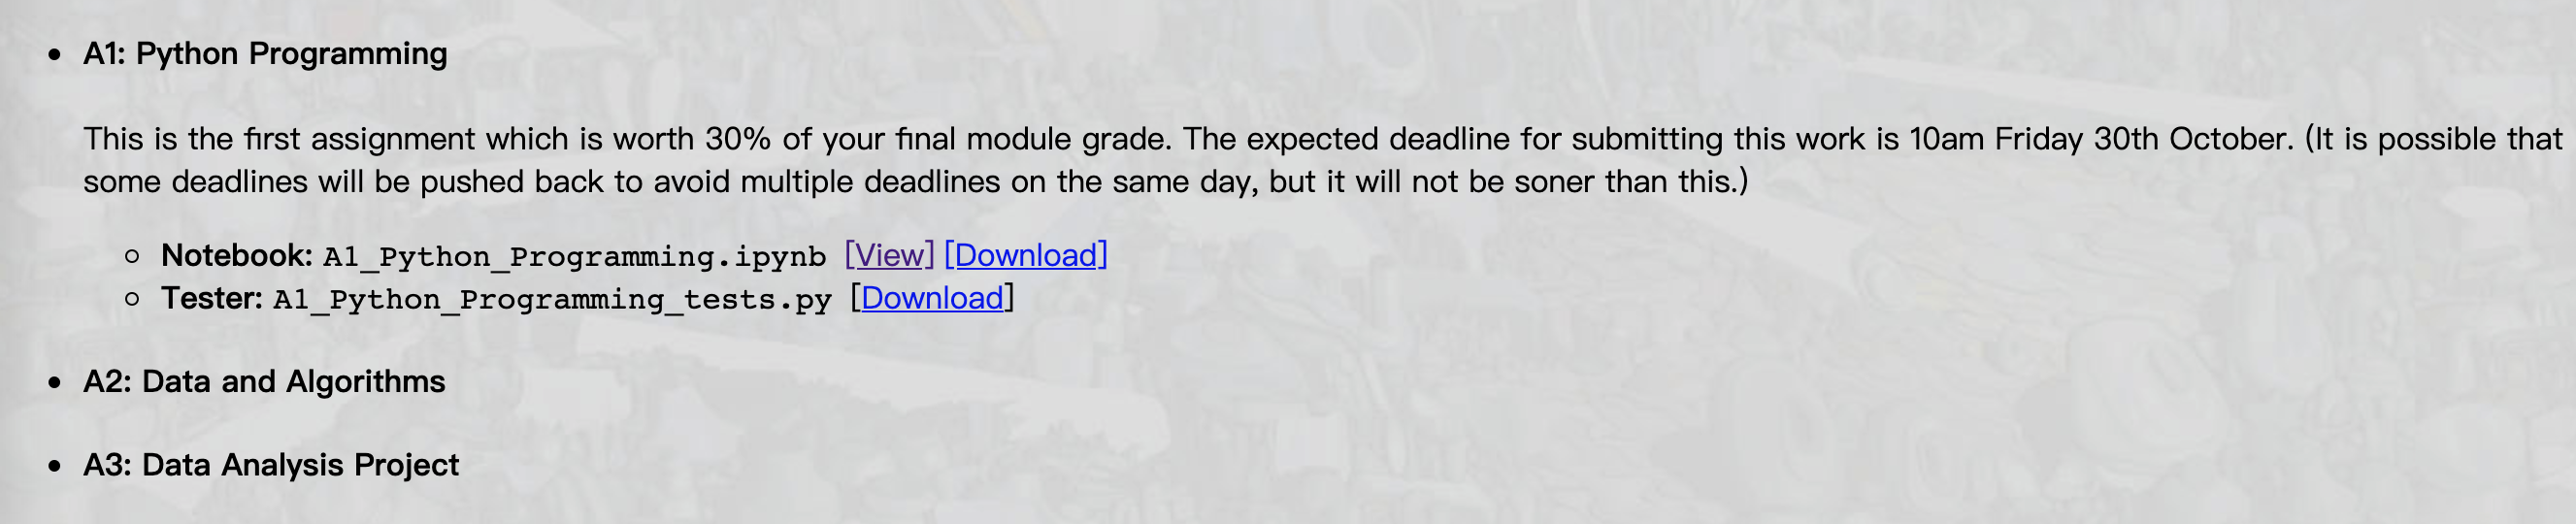 • A1: Python Programming
This is the first assignment which is worth 30% of your final module grade. The expected deadline for submitting this work is 10am Friday 30th October. (It is possible that
some deadlines will be pushed back to avoid multiple deadlines on the same day, but it will not be soner than this.)
◦ Notebook: A1_Python_Programming.ipynb [View] [Download]
◦ Tester: A1_Python_Programming_tests.py [Download]
• A2: Data and Algorithms
• A3: Data Analysis Project